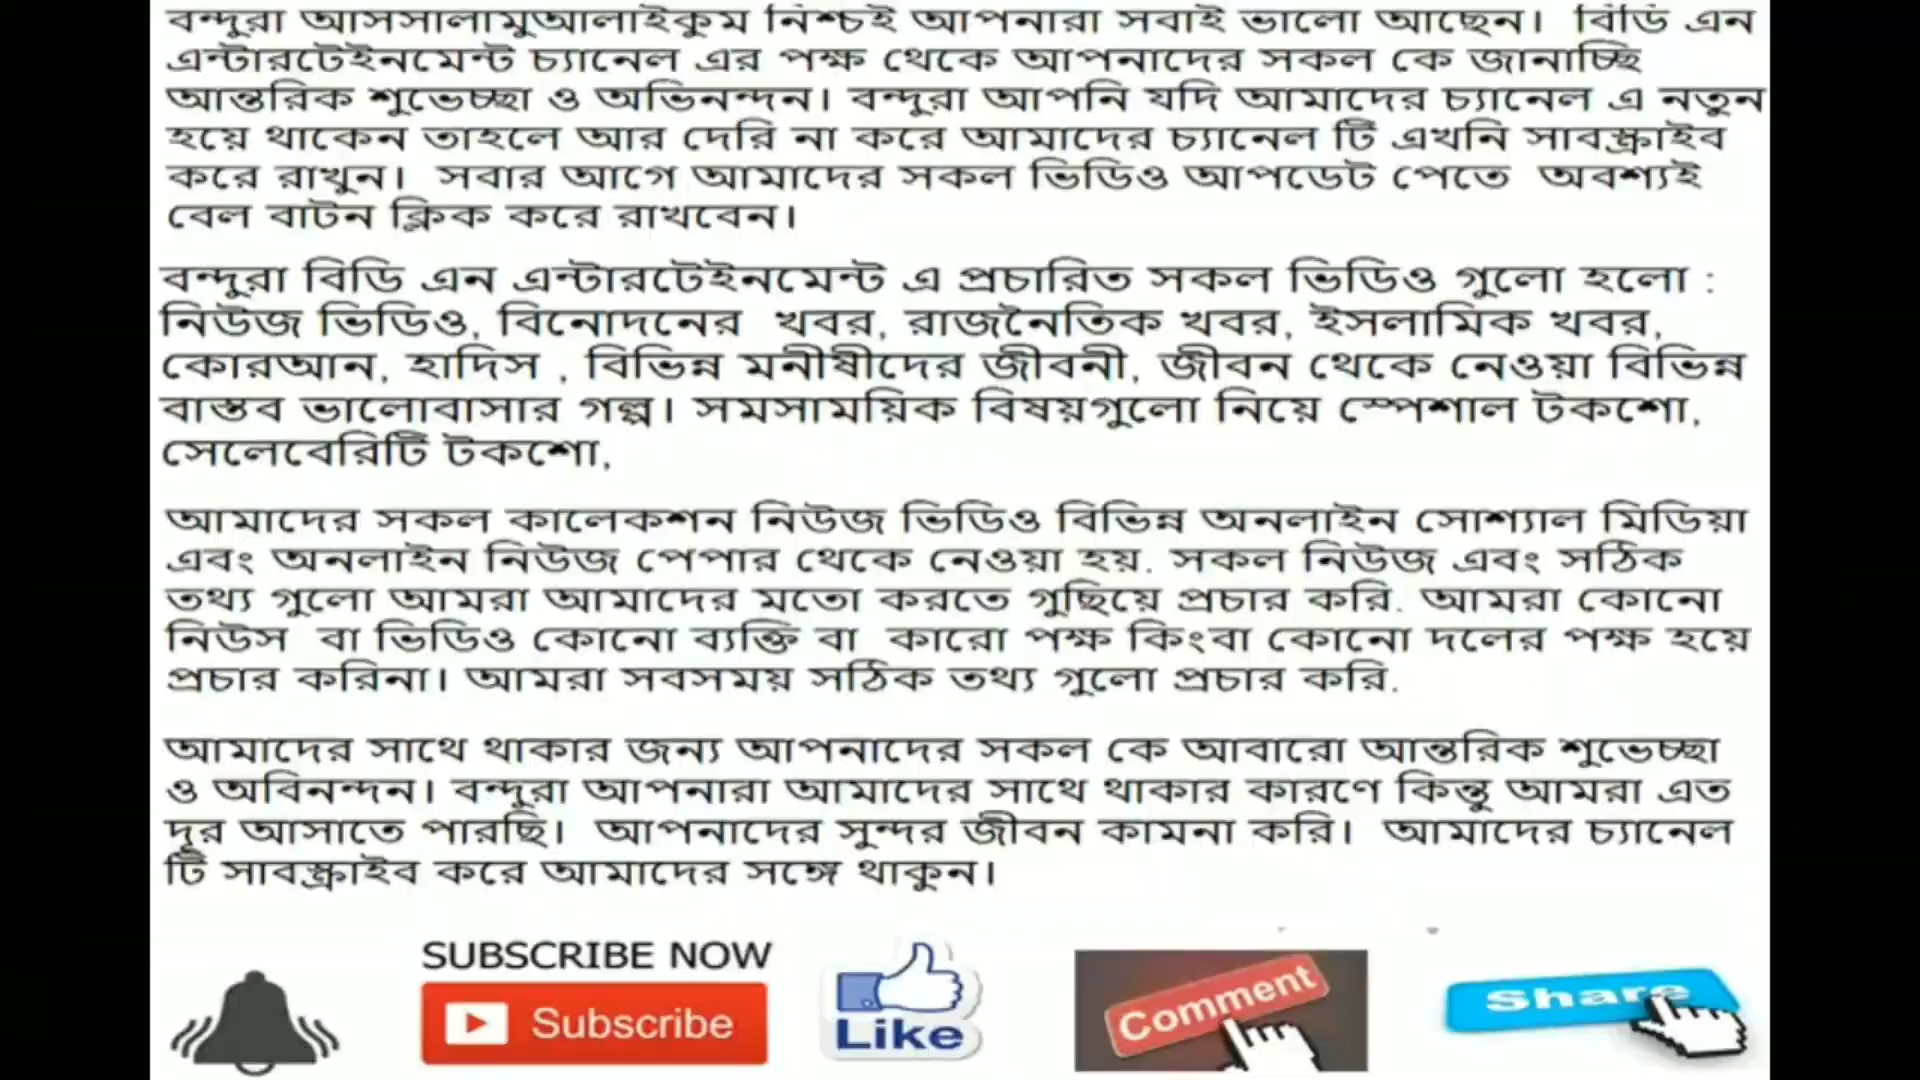 বন্দুরা আসসালামুআলাইকুম নিশ্চই আপনারা সবাই ভালো আছেন। বিডি এন
এন্টারটেইনমেন্ট চ্যানেল এর পক্ষ থেকে আপনাদের সকল কে জানাচ্ছি
আন্তরিক শুভেচ্ছা ও অভিনন্দন। বন্দুরা আপনি যদি আমাদের চ্যানেল এ নতুন
হয়ে থাকেন তাহলে আর দেরি না করে আমাদের চ্যানেল টি এখনি সাবস্ক্রাইব
করে রাখুন। সবার আগে আমাদের সকল ভিডিও আপডেট পেতে অবশ্যই
বেল বাটন ক্লিক করে রাখবেন।
বন্দুরা বিডি এন এন্টারটেইনমেন্ট এ প্রচারিত সকল ভিডিও গুলো হলো :
নিউজ ভিডিও, বিনোদনের খবর, রাজনৈতিক খবর, ইসলামিক খবর,
কোরআন, হাদিস , বিভিন্ন মনীষীদের জীবনী, জীবন থেকে নেওয়া বিভিন্ন
বাস্তব ভালোবাসার গল্প। সমসাময়িক বিষয়গুলো নিয়ে স্পেশাল টকশো,
সেলেবেরিটি টকশো,
আমাদের সকল কালেকশন নিউজ ভিডিও বিভিন্ন অনলাইন সোশ্যাল মিডিয়া
এবং অনলাইন নিউজ পেপার থেকে নেওয়া হয়. সকল নিউজ এবং সঠিক
তথ্য গুলো আমরা আমাদের মতো করতে গুছিয়ে প্রচার করি. আমরা কোনো
নিউস বা ভিডিও কোনো ব্যক্তি বা কারো পক্ষ কিংবা কোনো দলের পক্ষ হয়ে
প্রচার করিনা। আমরা সবসময় সঠিক তথ্য গুলো প্রচার করি.
আমাদের সাথে থাকার জন্য আপনাদের সকল কে আবারো আন্তরিক শুভেচ্ছা
ও অবিনন্দন। বন্দুরা আপনারা আমাদের সাথে থাকার কারণে কিন্তু আমরা এত
দূর আসাতে পারছি। আপনাদের সুন্দর জীবন কামনা করি। আমাদের চ্যানেল
টি সাবস্ক্রাইব করে আমাদের সঙ্গে থাকুন।
SUBSCRIBE NOW
Subscribe
Like
Comment
Share